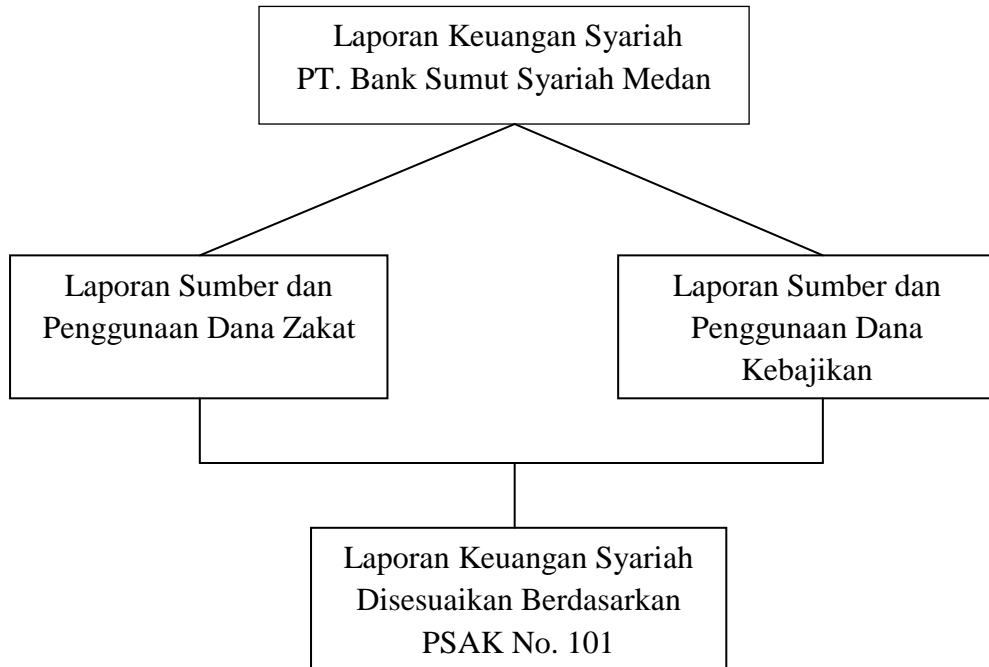 Laporan Keuangan Syariah
PT. Bank Sumut Syariah Medan
Laporan Sumber dan
Penggunaan Dana Zakat
Laporan Sumber dan
Penggunaan Dana
Kebajikan
Laporan Keuangan Syariah
Disesuaikan Berdasarkan
PSAK No. 101